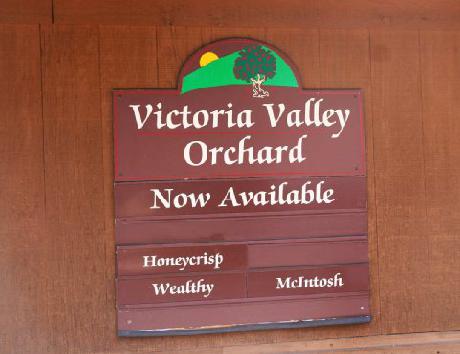 Victoria Valley
Orchard
Now Available
Honeycrisp
Wealthy McIntosh